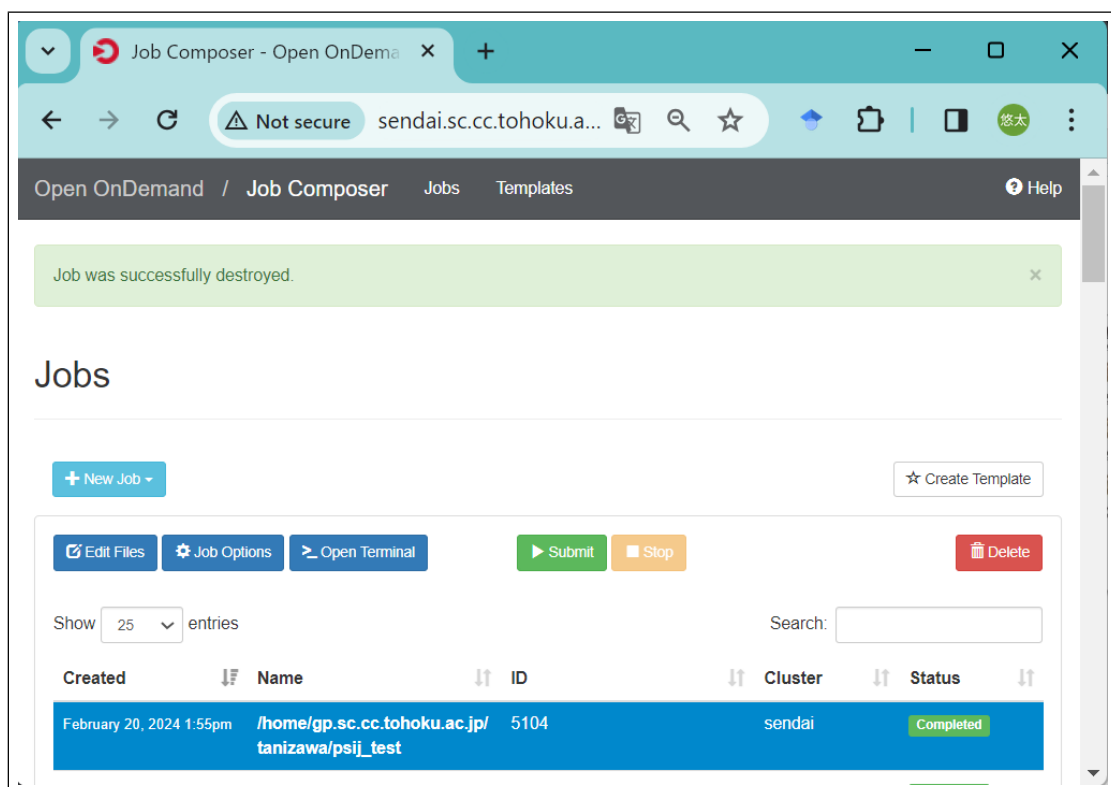 Job Composer - Open OnDema
Not secure sendai.sc.cc.tohoku.a... 悠太
Open OnDemand / Job Composer Jobs Templates Help
Job was successfully destroyed. ×
Jobs
New Job Create Template
Edit Files Job Options Open Terminal Submit Stop Delete
Show 25 entries Search:
Created Name ID Cluster Status
February 20, 2024 1:55pm /home/gp.sc.cc.tohoku.ac.jp/ 5104 sendai Completed
tanizawa/psij_test